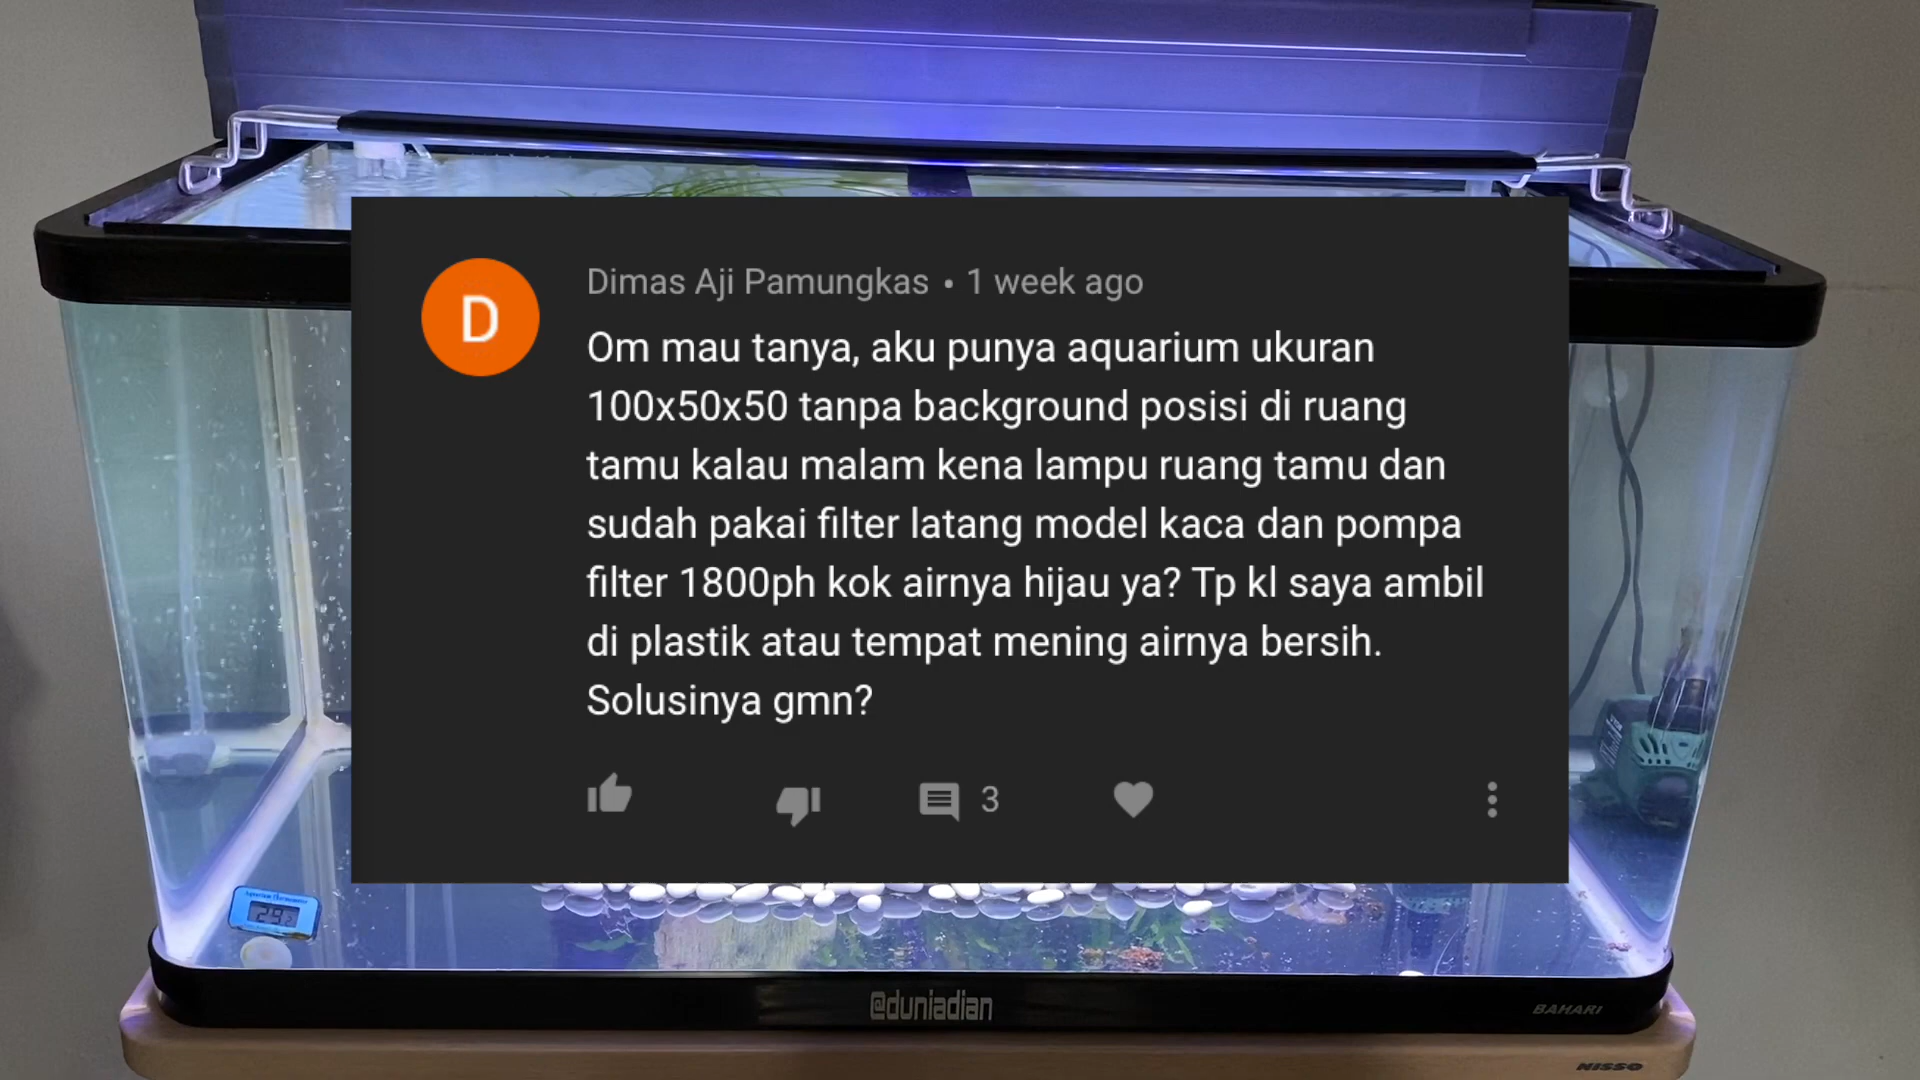 Dimas Aji Pamungkas • 1 week ago
Om mau tanya, aku punya aquarium ukuran
100x50x50 tanpa background posisi di ruang
tamu kalau malam kena lampu ruang tamu dan
sudah pakai filter latang model kaca dan pompa
filter 1800ph kok airnya hijau ya? Tp kl saya ambil
di plastik atau tempat mening airnya bersih.
Solusinya gmn?
3
D
@duniadian
BAHARI
NISSO